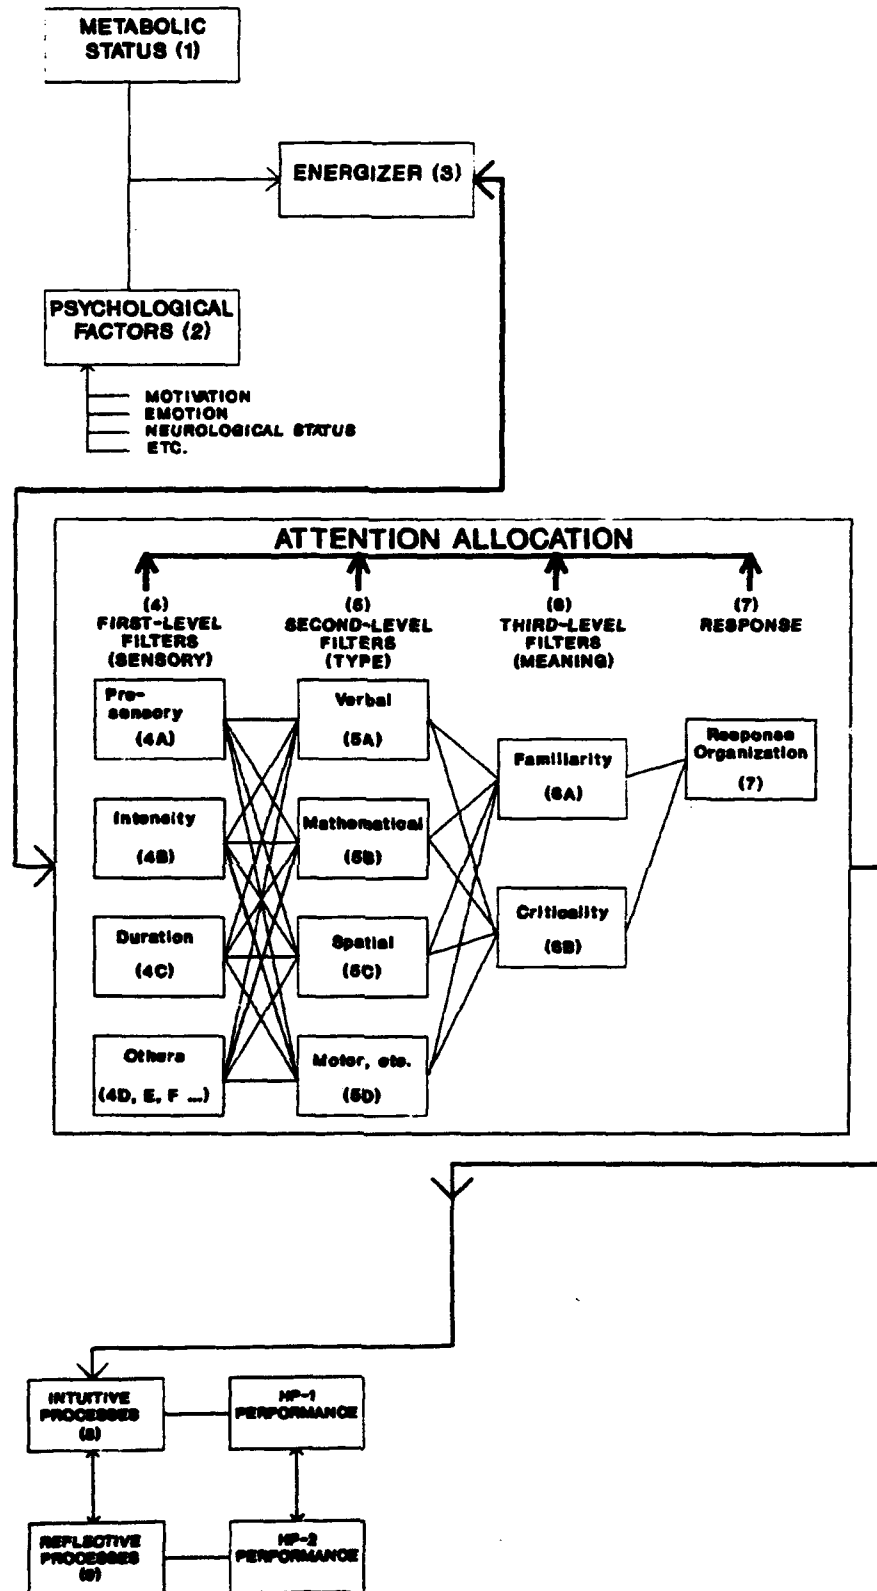 METABOLIC
STATUS (1)
ENERGIZER (3)
PSYCHOLOGICAL
FACTORS (2)
MOTIVATION
EMOTION
NEUROLOGICAL STATUS
ETC.
ATTENTION ALLOCATION
(4)
FIRST-LEVEL
FILTERS
(SENSORY)
(5)
SECOND-LEVEL
FILTERS
(TYPE)
(6)
THIRD-LEVEL
FILTERS
(MEANING)
(7)
RESPONSE
Pre-
sensory
(4A)
Verbal
(5A)
Familiarity
(6A)
Response
Organization
(7)
Intensity
(4B)
Mathematical
(5B)
Criticality
(6B)
Duration
(4C)
Spatial
(5C)
Others
(4D, E, F ...)
Motor, etc.
(5D)
INTUITIVE
PROCESSES
(8)
HP-1
PERFORMANCE
REFLECTIVE
PROCESSES
(9)
HP-2
PERFORMANCE